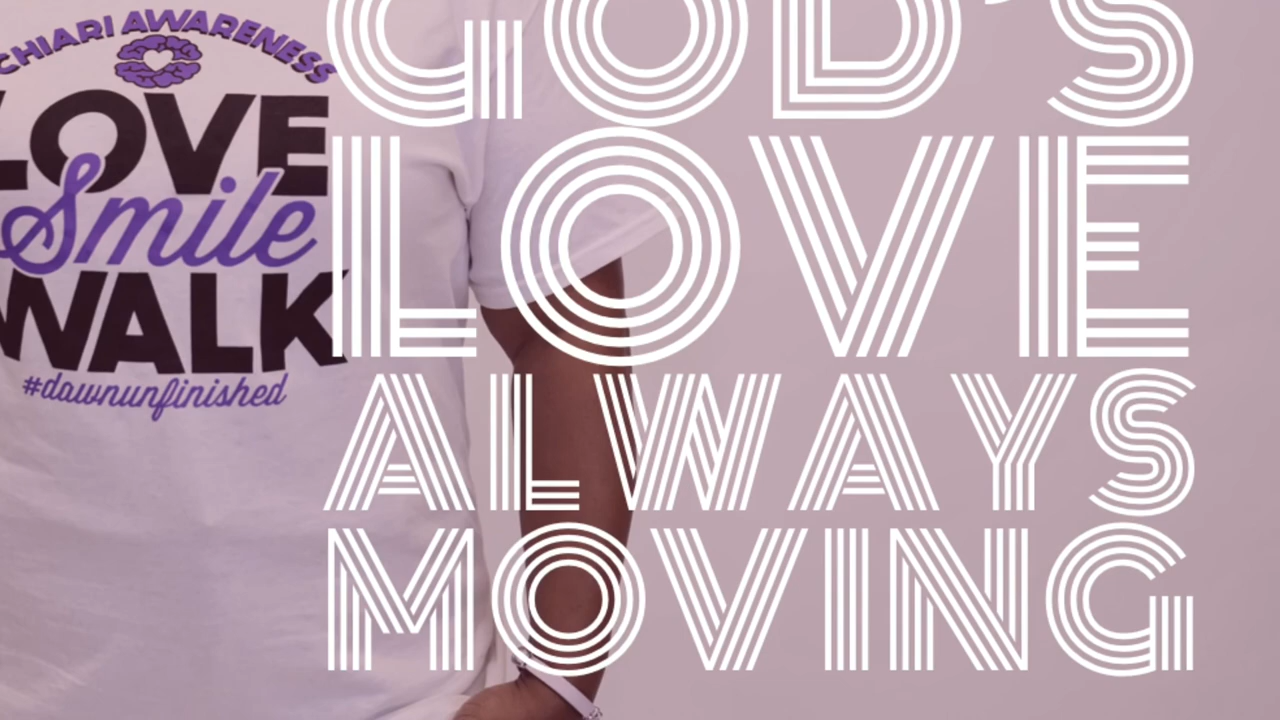 CHIARI AWARENESS
LOVE
Smile
WALK
#dawnunfinished
GOD'S
LOVE
ALWAYS
MOVING